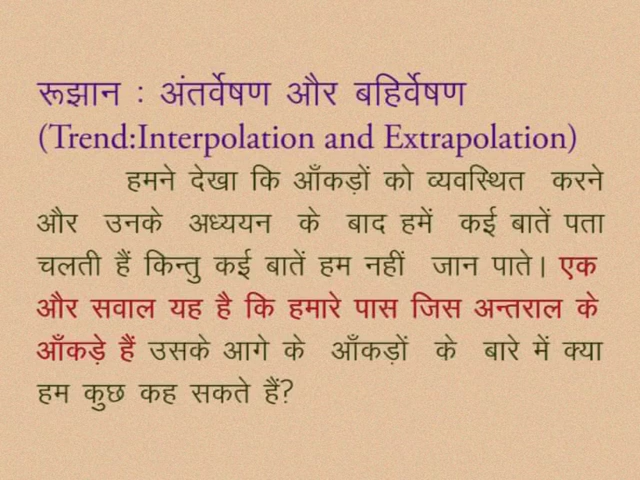 रूझान : अंतर्वेषण और बहिर्वेषण
(Trend:Interpolation and Extrapolation)
हमने देखा कि आँकड़ों को व्यवस्थित करने
और उनके अध्ययन के बाद हमें कई बातें पता
चलती हैं किन्तु कई बातें हम नहीं जान पाते। एक
और सवाल यह है कि हमारे पास जिस अन्तराल के
आँकड़े हैं उसके आगे के आँकड़ों के बारे में क्या
हम कुछ कह सकते हैं?